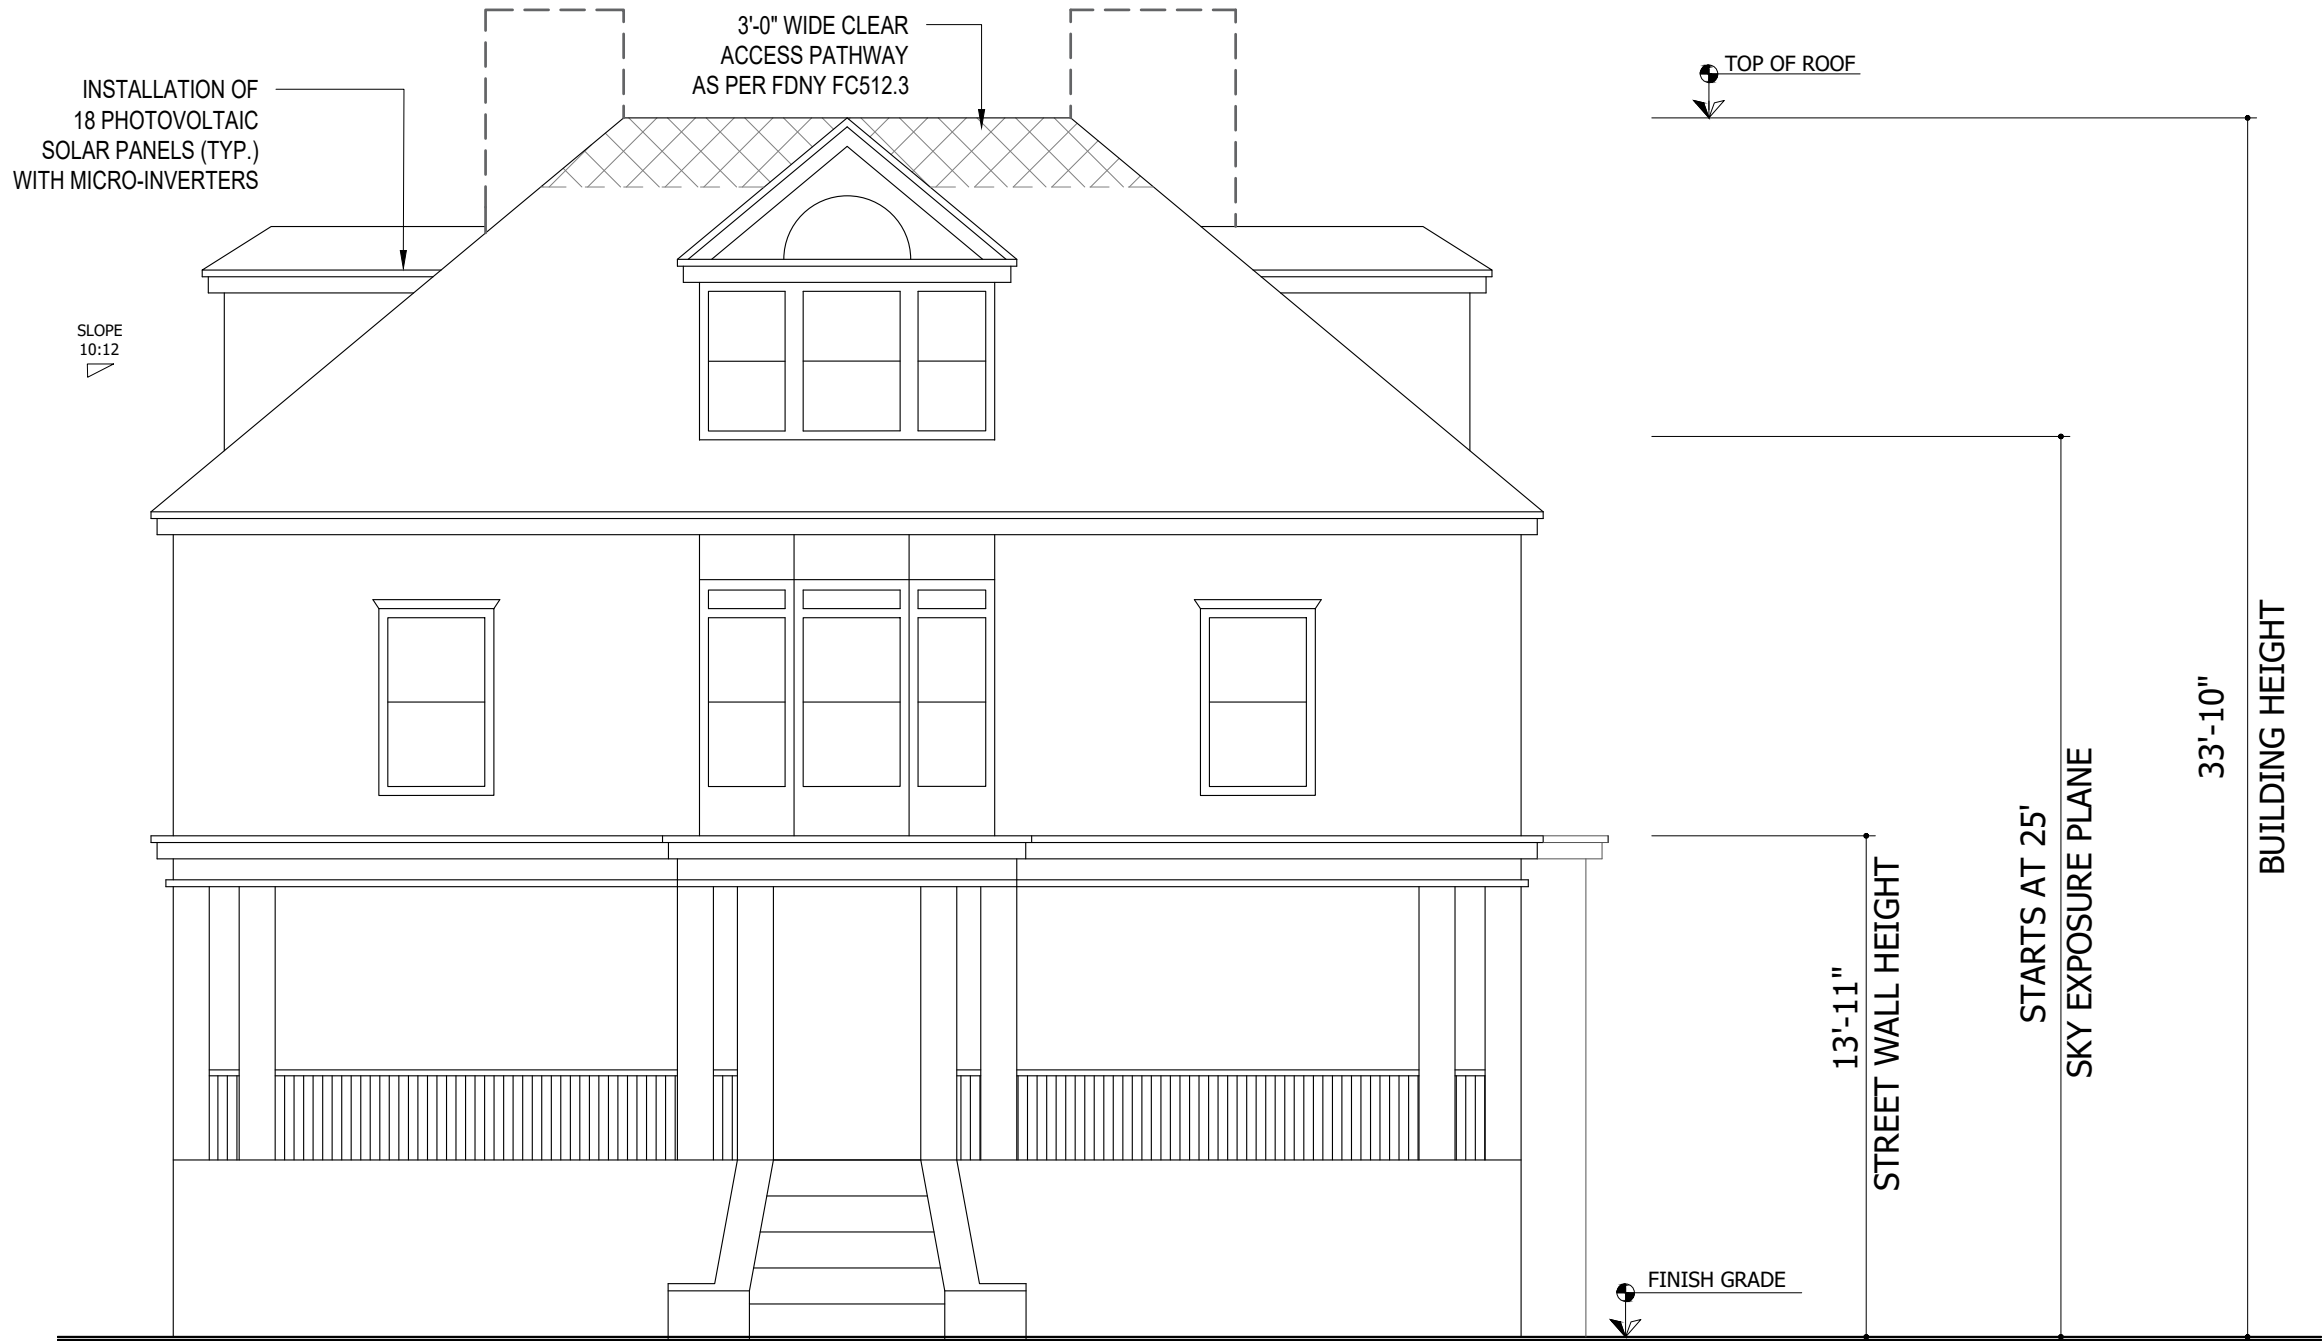 3'-0" WIDE CLEAR
ACCESS PATHWAY
AS PER FDNY FC512.3
TOP OF ROOF
INSTALLATION OF
18 PHOTOVOLTAIC
SOLAR PANELS (TYP.)
WITH MICRO-INVERTERS
SLOPE
10:12
13'-11"
STREET WALL HEIGHT
STARTS AT 25'
SKY EXPOSURE PLANE
33'-10"
BUILDING HEIGHT
FINISH GRADE